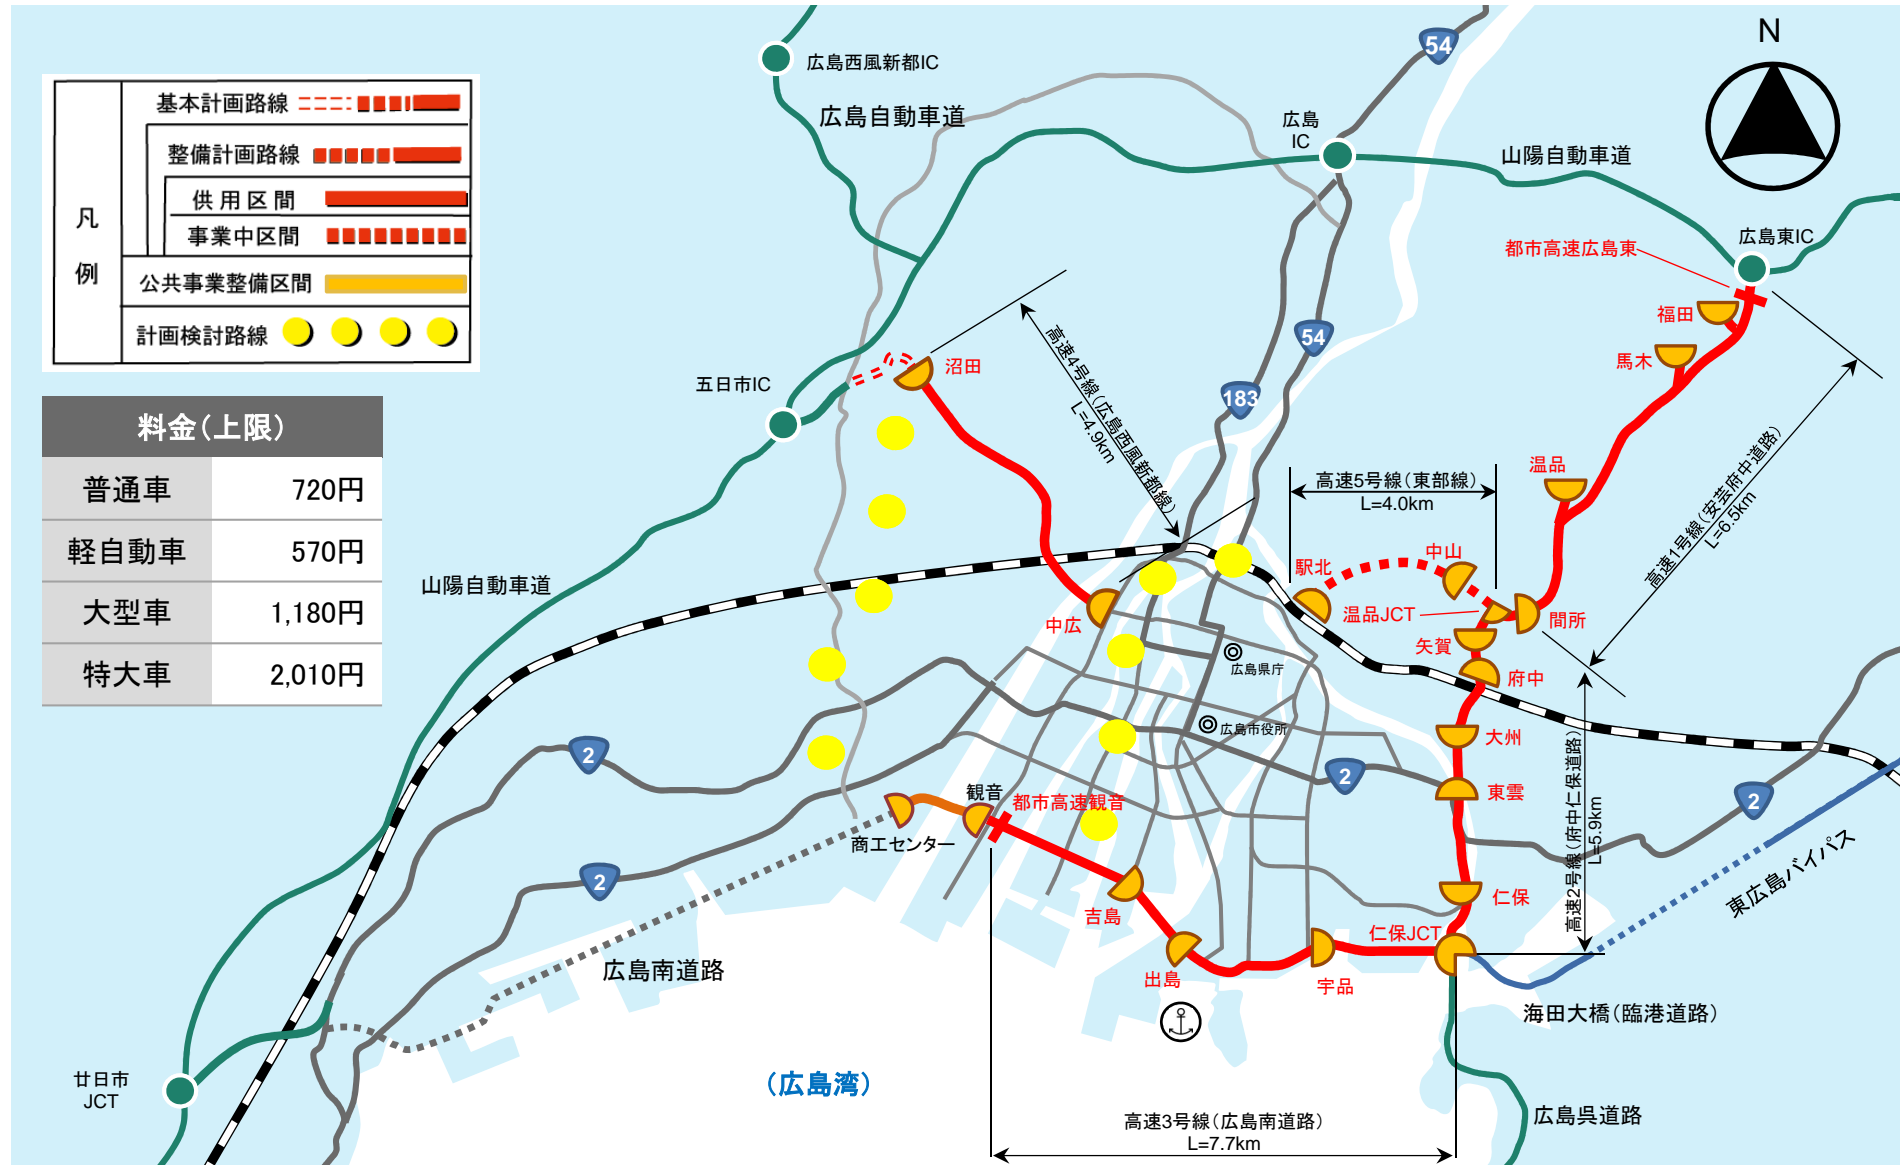 凡
例
基本計画路線
整備計画路線
供用区間
事業中区間
公共事業整備区間
計画検討路線
料金(上限)
普通車 720円
軽自動車 570円
大型車 1,180円
特大車 2,010円
N
54
広島西風新都IC
広島自動車道
広島
IC
山陽自動車道
広島東IC
都市高速広島東
福田
馬木
温品
54
183
高速4号線(広島西風新都線)
L=4.9km
沼田
五日市IC
高速5号線(東部線)
L=4.0km
高速1号線(安芸府中道路)
L=6.5km
山陽自動車道
駅北
中山
温品JCT
間所
中広
矢賀
府中
広島県庁
広島市役所
大州
2
2
2
東雲
高速2号線(府中仁保道路)
L=5.9km
観音
都市高速観音
商工センター
2
東広島バイパス
仁保
吉島
仁保JCT
出島
宇品
広島南道路
海田大橋(臨港道路)
廿日市
JCT
(広島湾)
広島呉道路
高速3号線(広島南道路)
L=7.7km